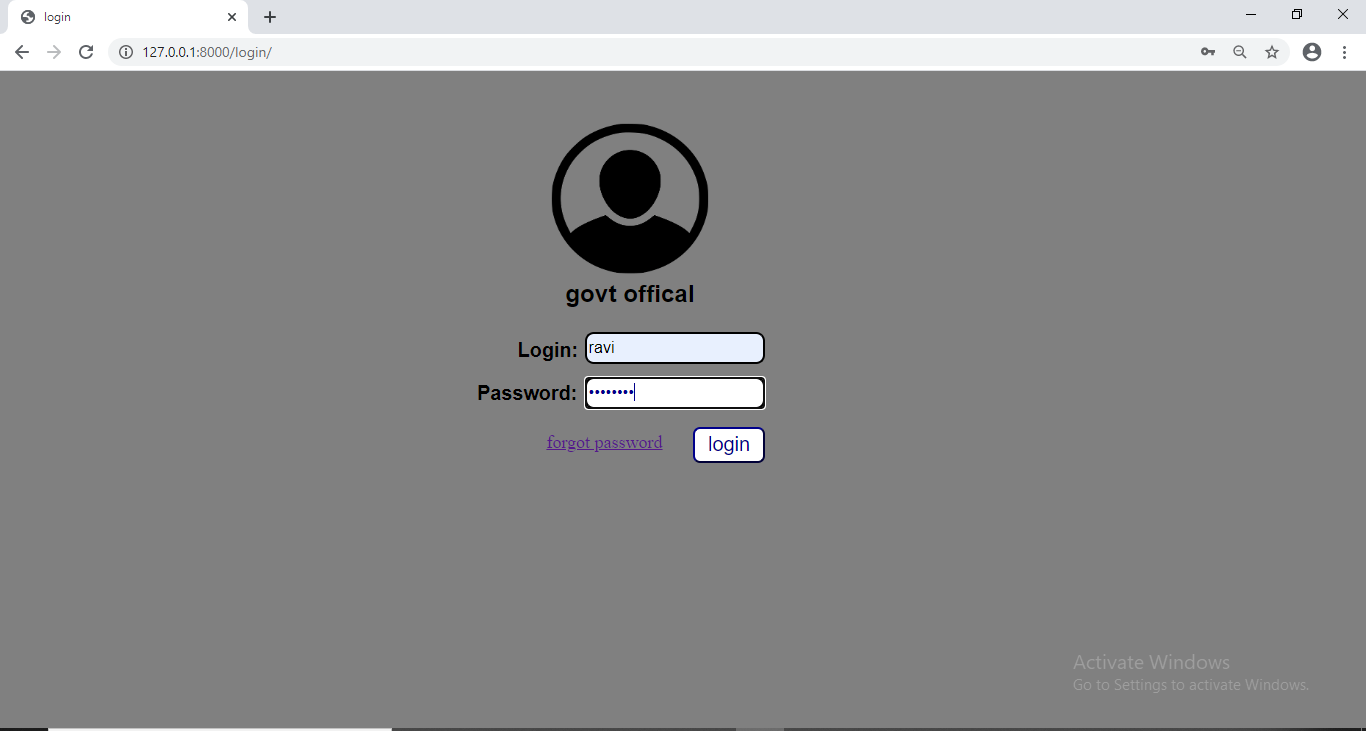 login
127.0.0.1:8000/login/
govt offical
Login: ravi
Password: ••••••••
forgot password login
Activate Windows
Go to Settings to activate Windows.